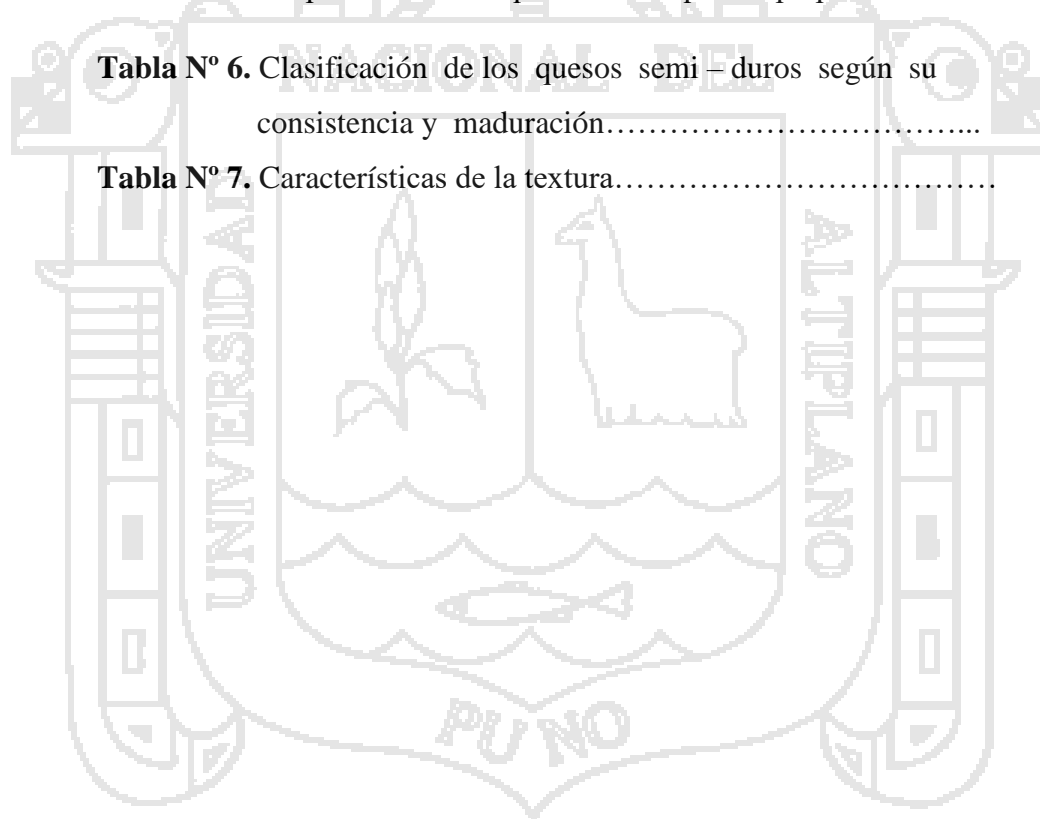 NACIONAL DEL
Tabla Nº 6. Clasificación de los quesos semi – duros según su
consistencia y maduración……………………………...
Tabla Nº 7. Características de la textura………………………………
UNIVERSIDAD
ALTIPLANO
PUNO